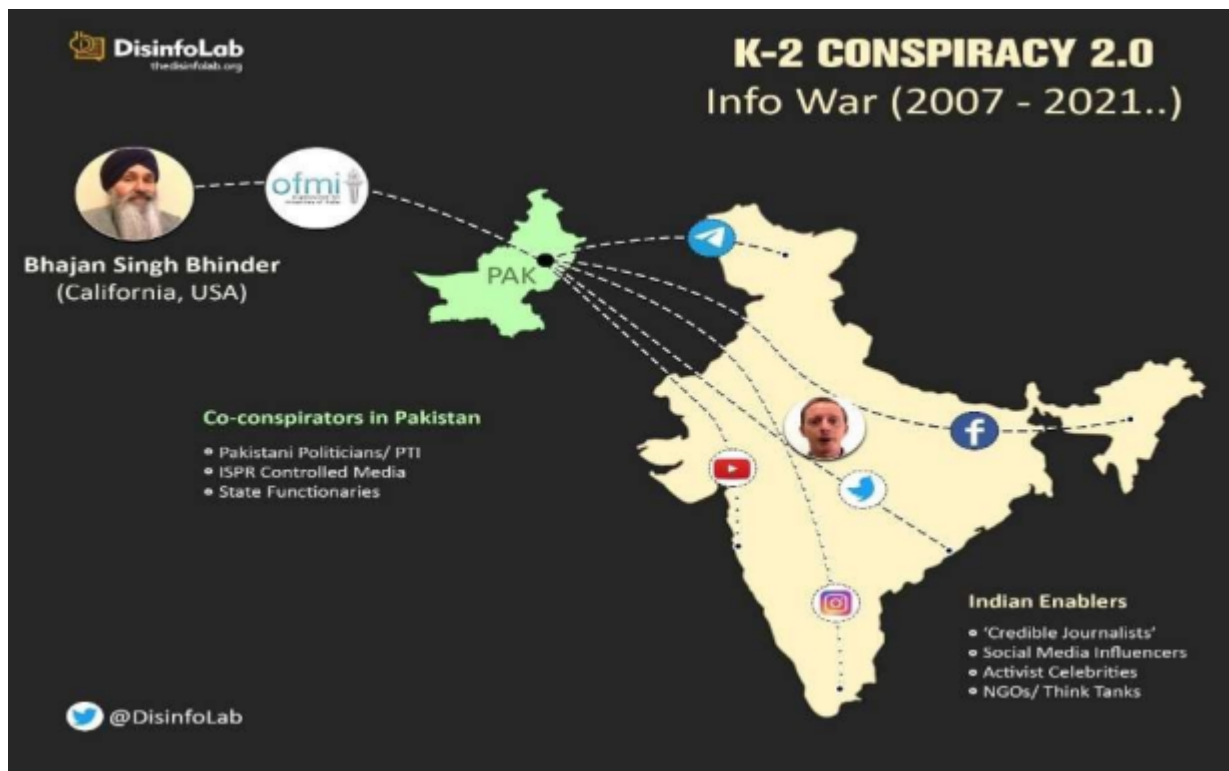 DisinfoLab
thedisinfolab.org
K-2 CONSPIRACY 2.0
Info War (2007 - 2021..)
ofmi
Bhajan Singh Bhinder
(California, USA)
PAK
Co-conspirators in Pakistan
Pakistani Politicians/ PTI
ISPR Controlled Media
State Functionaries
Indian Enablers
'Credible Journalists'
Social Media Influencers
Activist Celebrities
NGOs/ Think Tanks
@DisinfoLab